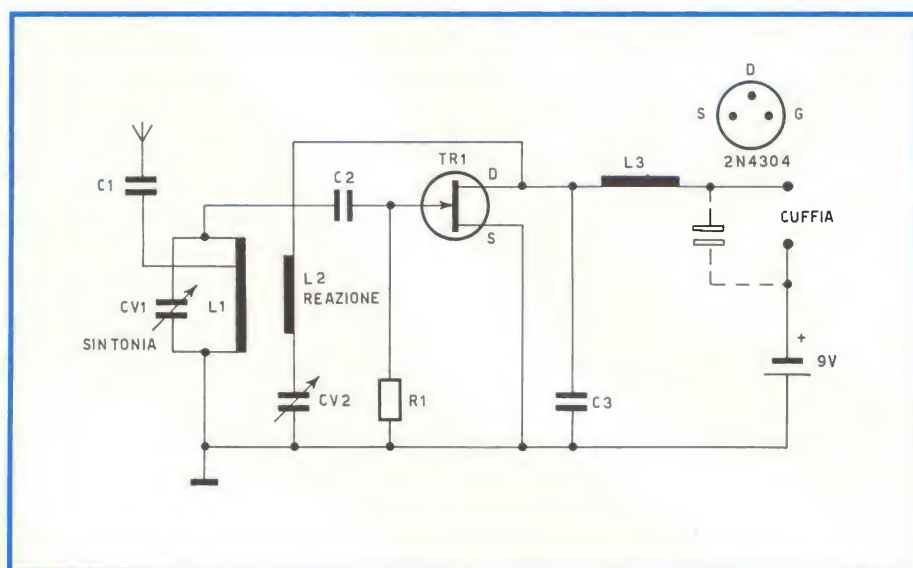 D
S
G
2N4304
C1
C2
TR1
D
S
L3
CUFFIA
L2
REAZIONE
CV1
L1
SINTONIA
+
9V
CV2
R1
C3